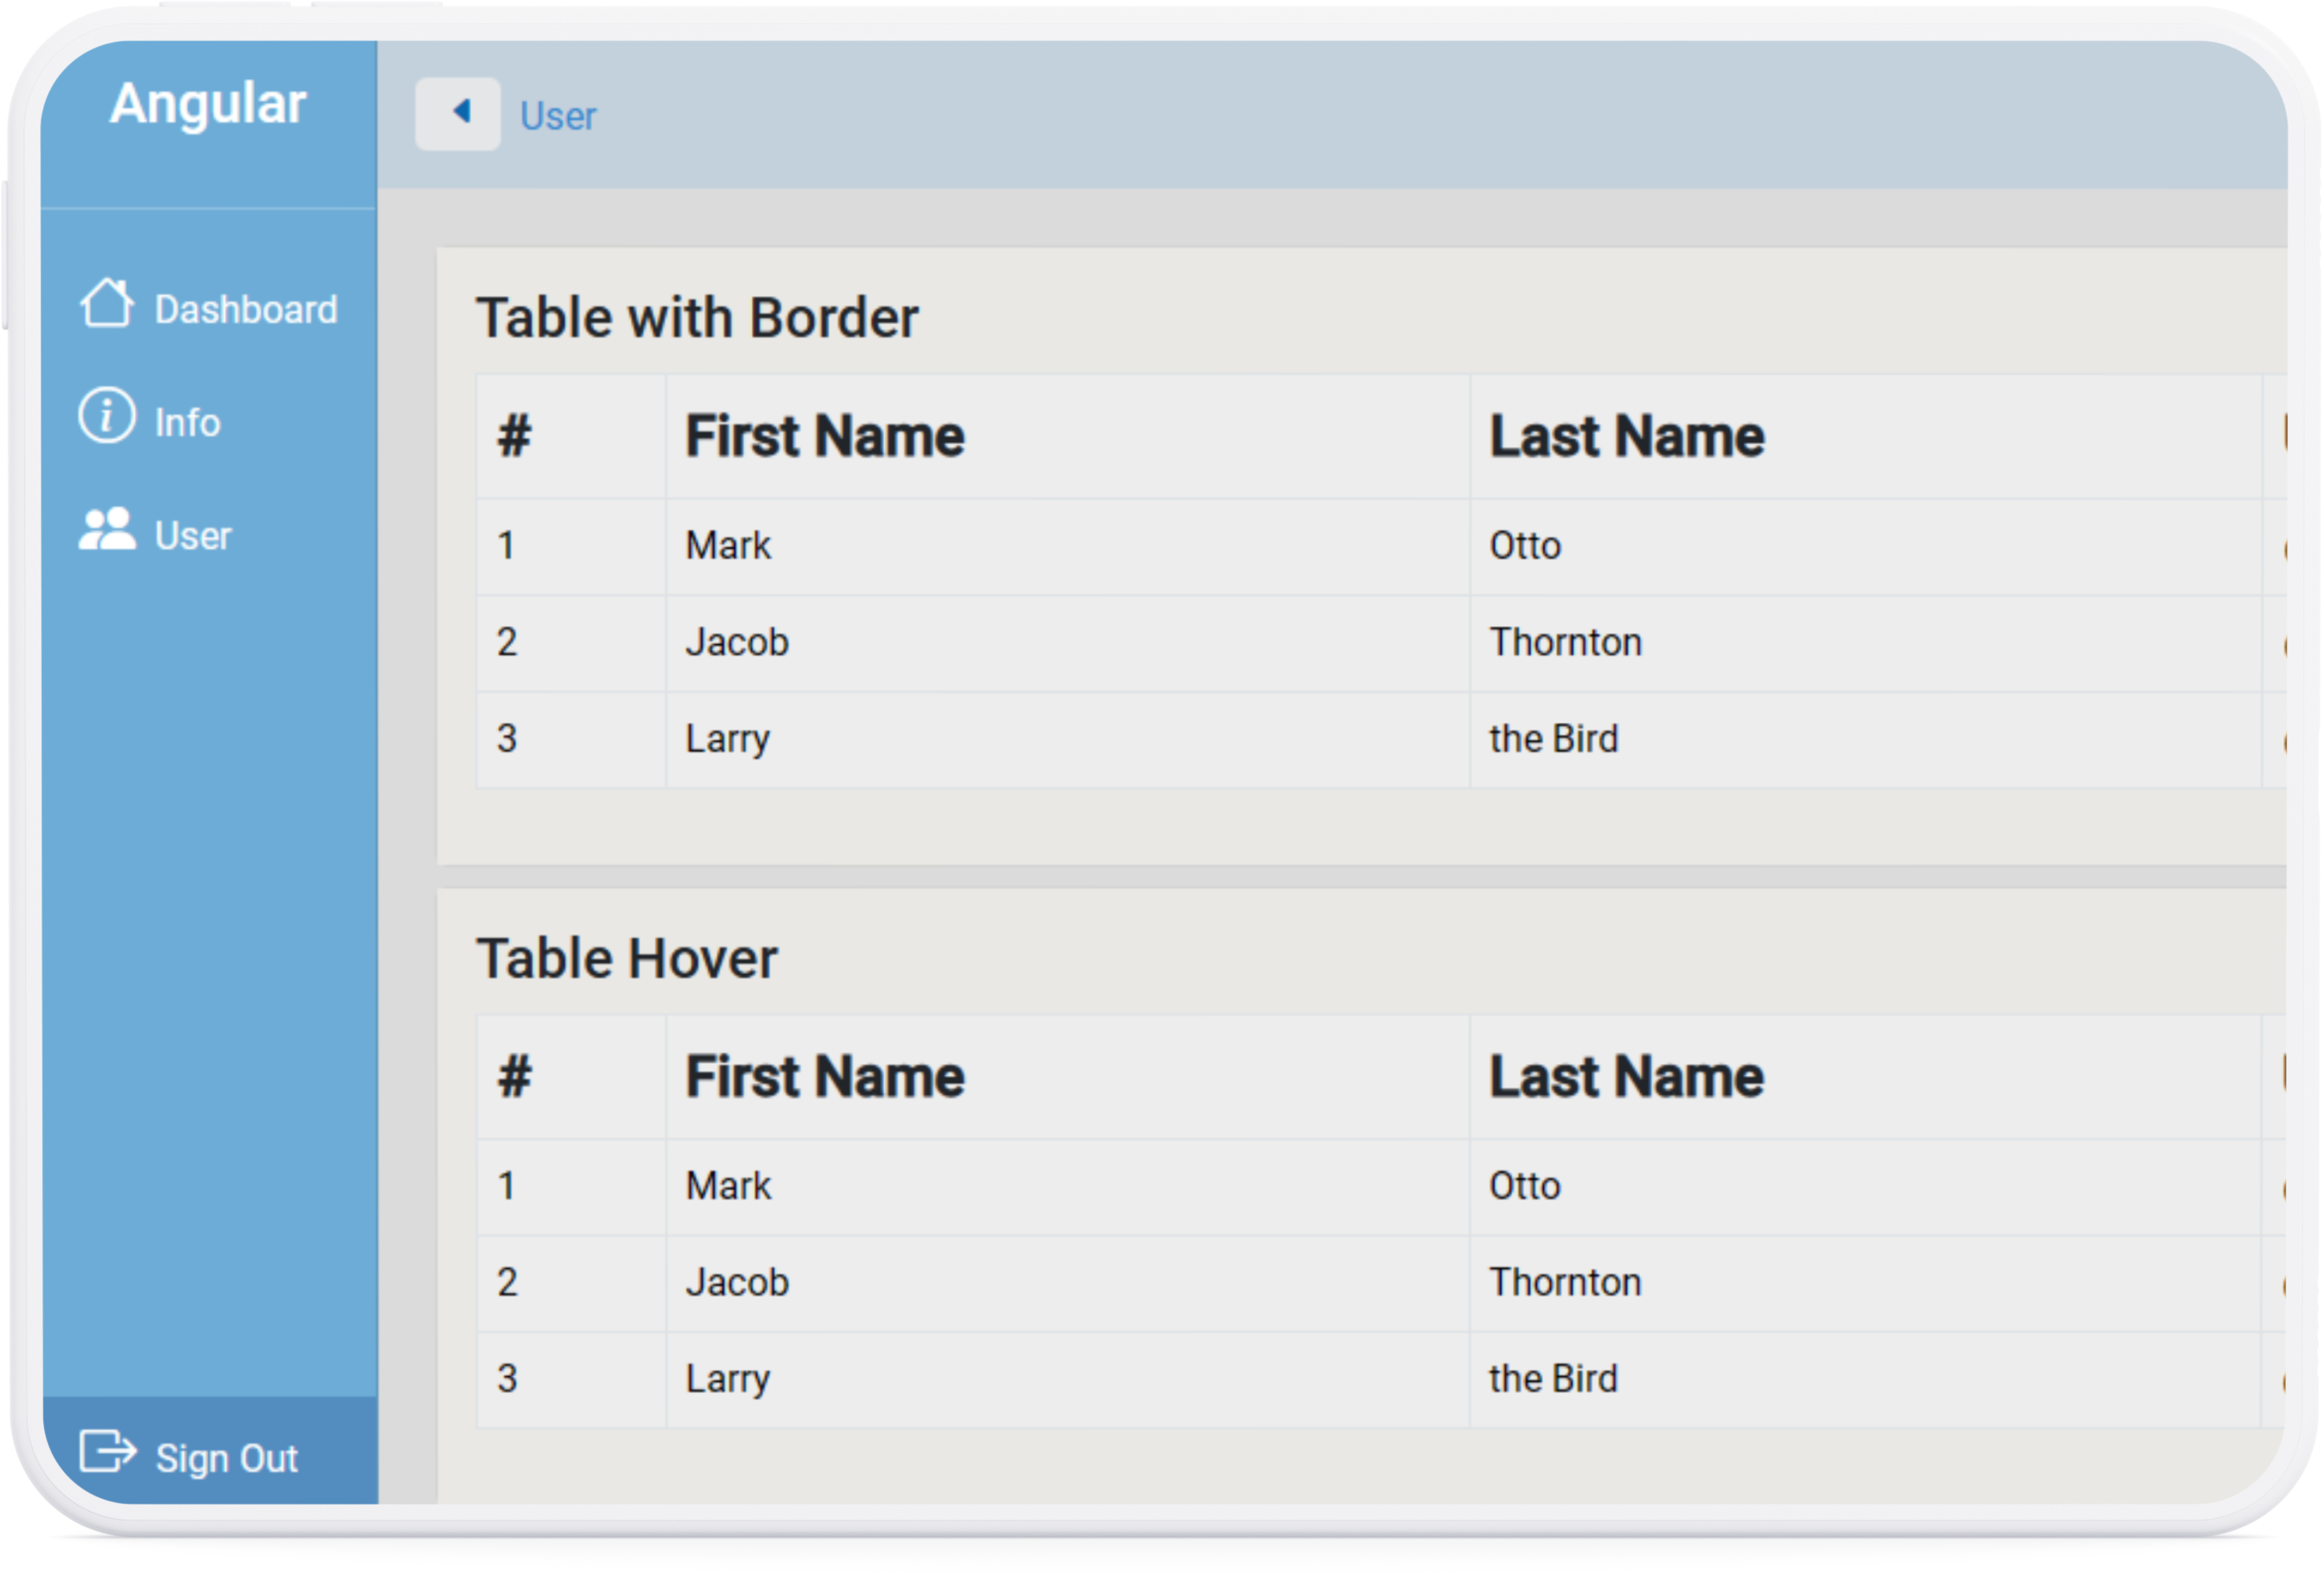 Angular
User
Dashboard
Info
User
Sign Out
Table with Border
# First Name Last Name
1 Mark Otto
2 Jacob Thornton
3 Larry the Bird
Table Hover
# First Name Last Name
1 Mark Otto
2 Jacob Thornton
3 Larry the Bird